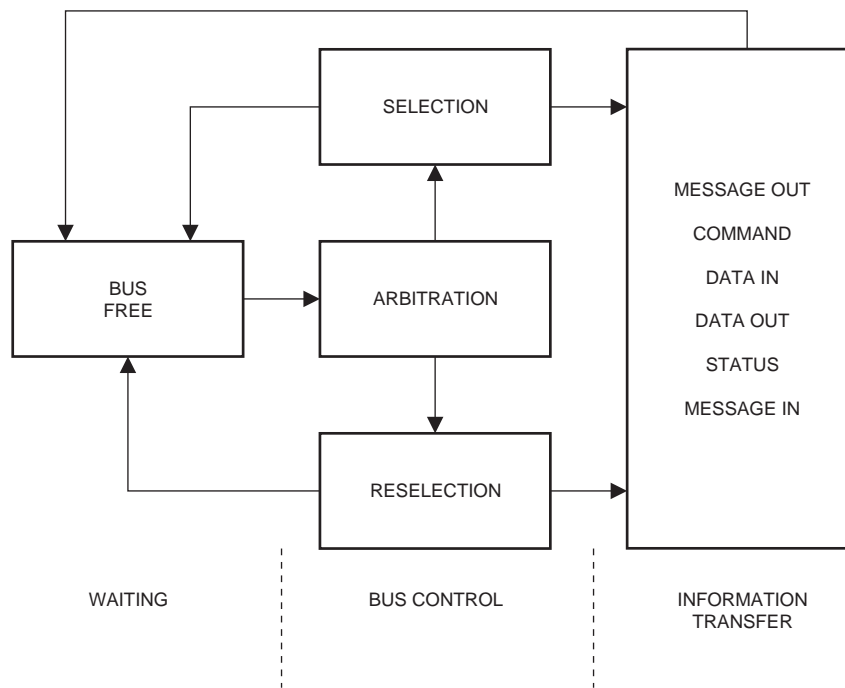 SELECTION
MESSAGE OUT
COMMAND
BUS
FREE
ARBITRATION
DATA IN
DATA OUT
STATUS
MESSAGE IN
RESELECTION
WAITING
BUS CONTROL
INFORMATION
TRANSFER